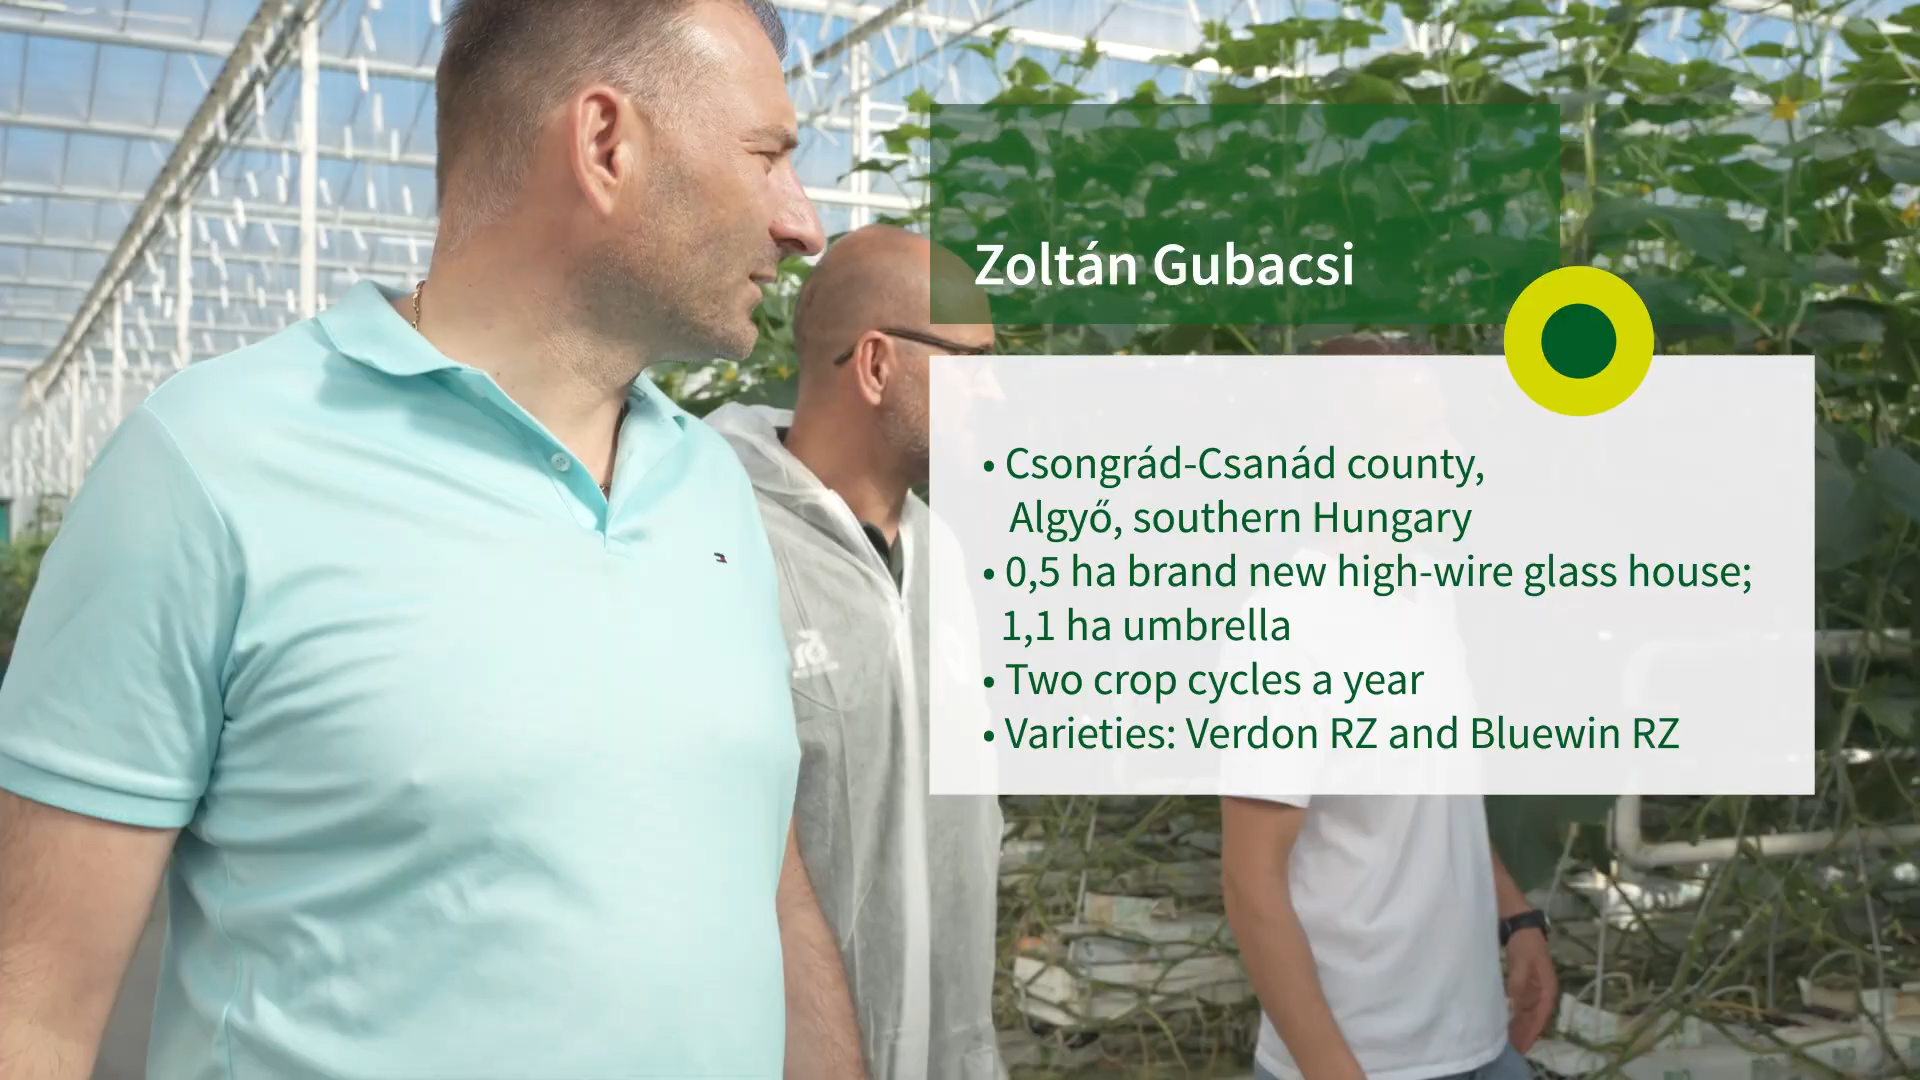 Zoltán Gubacsi
• Csongrád-Csanád county,
Algyő, southern Hungary
• 0,5 ha brand new high-wire glass house;
1,1 ha umbrella
• Two crop cycles a year
• Varieties: Verdon RZ and Bluewin RZ